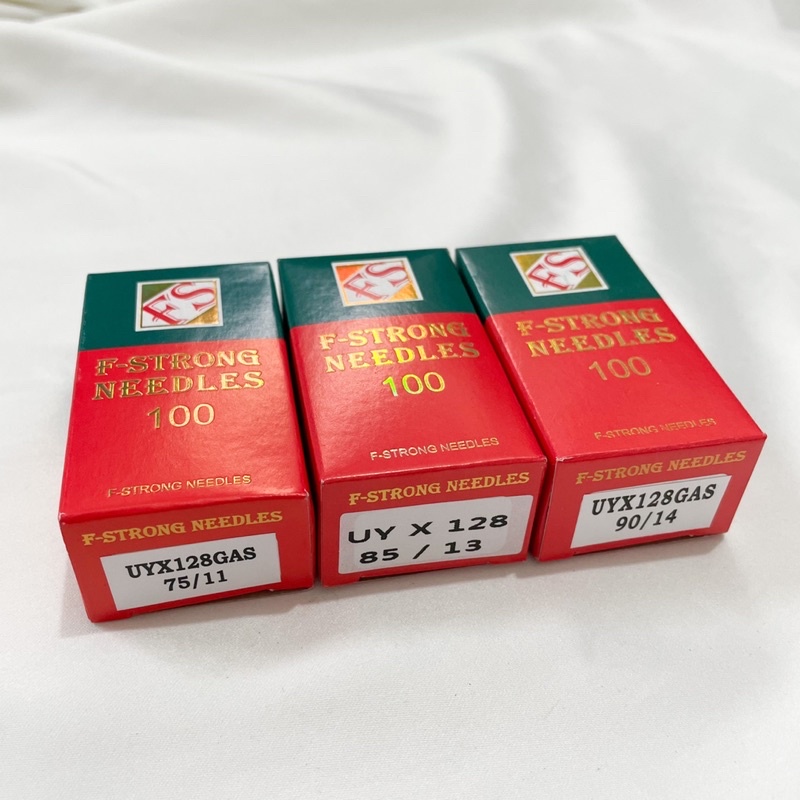 FS
F-STRONG
NEEDLES
100
F-STRONG NEEDLES
F-STRONG NEEDLES
UYX128GAS
75/11
FS
F-STRONG
NEEDLES
100
F-STRONG NEEDLES
F-STRONG NEEDLES
UY X 128
85 / 13
FS
F-STRONG
NEEDLES
100
F-STRONG NEEDLES
F-STRONG NEEDLES
UYX128GAS
90/14